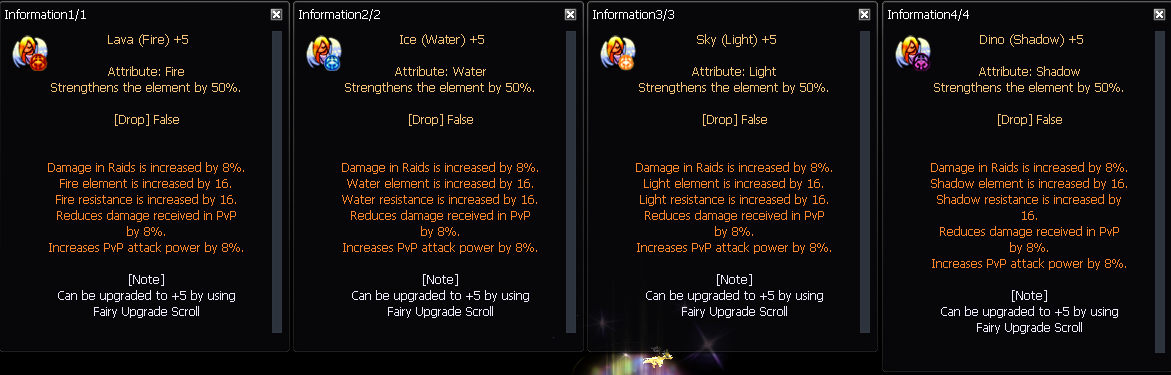 Information1/1
Lava (Fire) +5
Attribute: Fire
Strengthens the element by 50%.
[Drop] False
Damage in Raids is increased by 8%.
Fire element is increased by 16.
Fire resistance is increased by 16.
Reduces damage received in PvP
by 8%.
Increases PvP attack power by 8%.
[Note]
Can be upgraded to +5 by using
Fairy Upgrade Scroll
Information2/2
Ice (Water) +5
Attribute: Water
Strengthens the element by 50%.
[Drop] False
Damage in Raids is increased by 8%.
Water element is increased by 16.
Water resistance is increased by 16.
Reduces damage received in PvP
by 8%.
Increases PvP attack power by 8%.
[Note]
Can be upgraded to +5 by using
Fairy Upgrade Scroll
Information3/3
Sky (Light) +5
Attribute: Light
Strengthens the element by 50%.
[Drop] False
Damage in Raids is increased by 8%.
Light element is increased by 16.
Light resistance is increased by 16.
Reduces damage received in PvP
by 8%.
Increases PvP attack power by 8%.
[Note]
Can be upgraded to +5 by using
Fairy Upgrade Scroll
Information4/4
Dino (Shadow) +5
Attribute: Shadow
Strengthens the element by 50%.
[Drop] False
Damage in Raids is increased by 8%.
Shadow element is increased by 16.
Shadow resistance is increased by
16.
Reduces damage received in PvP
by 8%.
Increases PvP attack power by 8%.
[Note]
Can be upgraded to +5 by using
Fairy Upgrade Scroll